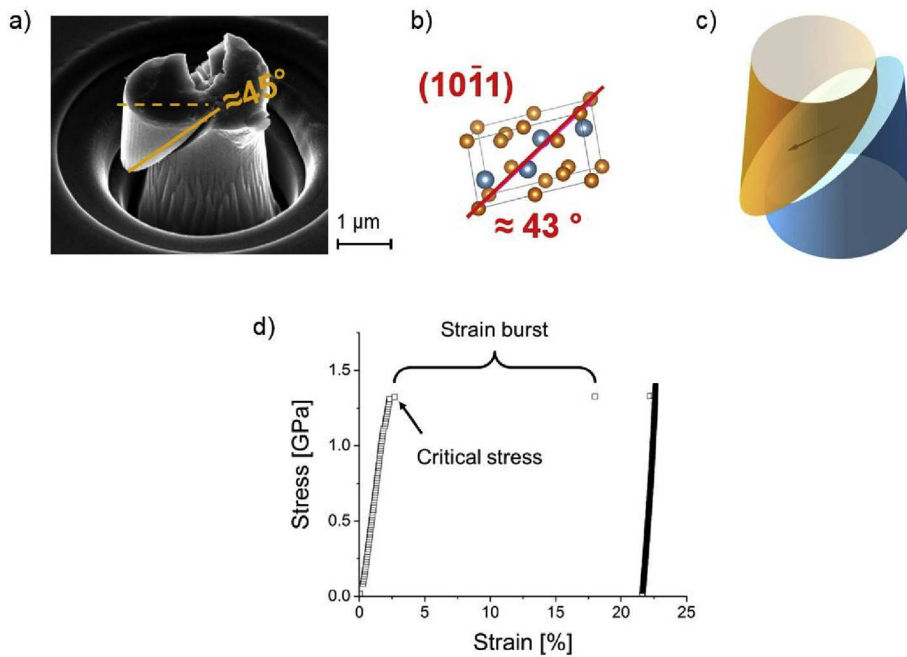 a)
≈45°
1 µm
b)
(101̄1)
≈ 43 °
c)
d)
Strain burst
Critical stress
Stress [GPa]
1.5
1.0
0.5
0.0
0
5
10
15
20
25
Strain [%]